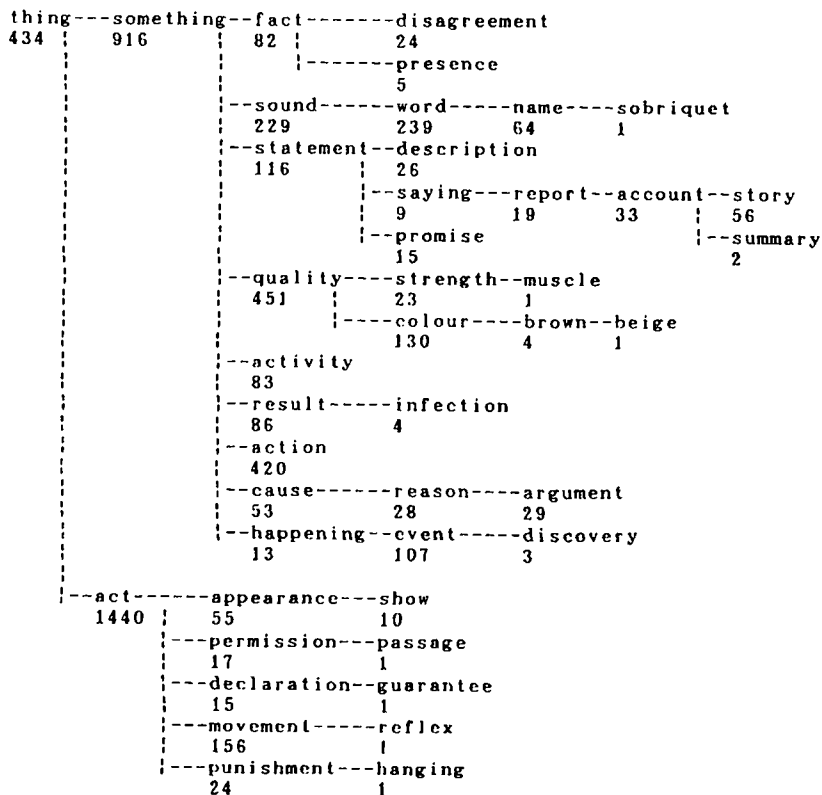 thing---something--fact-------disagreement
434 916 82 24
-------presence
5
--sound------word-----name----sobriquet
229 239 64 1
--statement--description
116 26
--saying---report--account--story
9 19 33 56
--promise --summary
15 2
--quality----strength--muscle
451 23 1
----colour----brown--beige
130 4 1
--activity
83
--result-----infection
86 4
--action
420
--cause------reason----argument
53 28 29
--happening--event-----discovery
13 107 3
--act------appearance---show
1440 55 10
---permission---passage
17 1
---declaration--guarantee
15 1
---movement-----reflex
156 1
---punishment---hanging
24 1